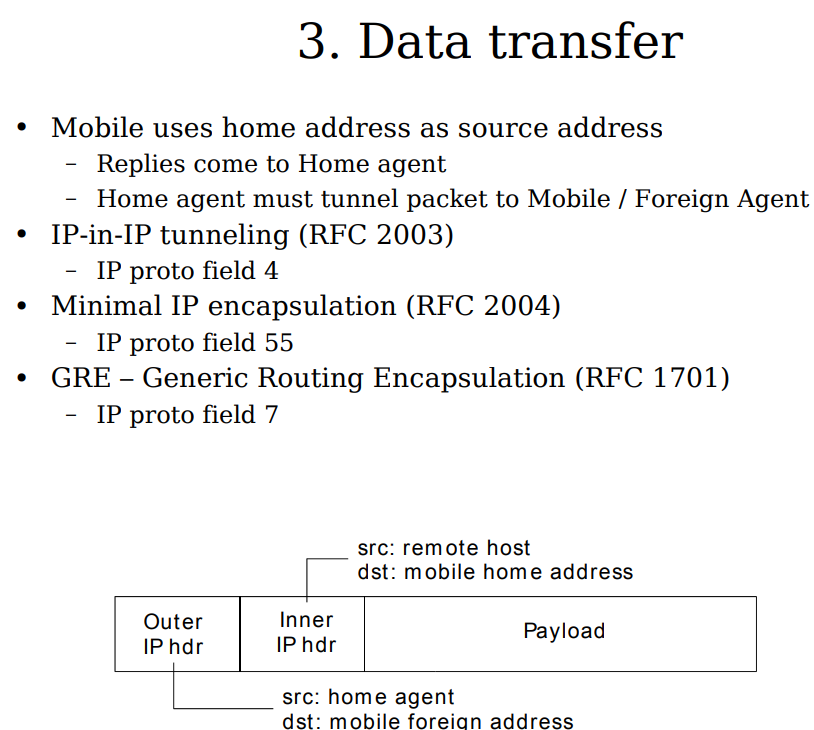 3. Data transfer
• Mobile uses home address as source address
– Replies come to Home agent
– Home agent must tunnel packet to Mobile / Foreign Agent
• IP-in-IP tunneling (RFC 2003)
– IP proto field 4
• Minimal IP encapsulation (RFC 2004)
– IP proto field 55
• GRE – Generic Routing Encapsulation (RFC 1701)
– IP proto field 7
src: remote host
dst: mobile home address
Outer
IP hdr
Inner
IP hdr
Payload
src: home agent
dst: mobile foreign address